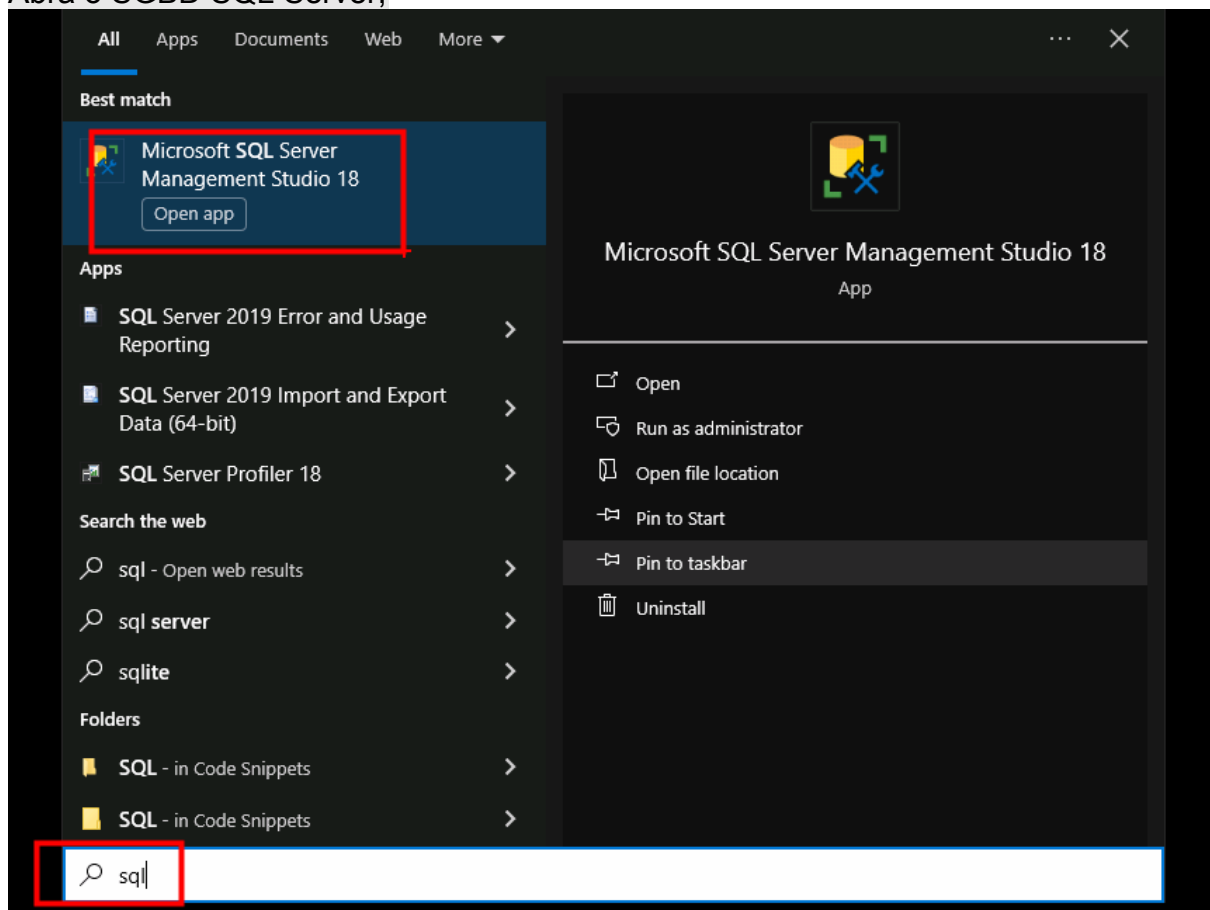 Abra o SGBD SQL Server;
All Apps Documents Web More
Best match
Microsoft SQL Server
Management Studio 18
Open app
Apps
SQL Server 2019 Error and Usage
Reporting
SQL Server 2019 Import and Export
Data (64-bit)
SQL Server Profiler 18
Search the web
sql - Open web results
sql server
sqlite
Folders
SQL - in Code Snippets
SQL - in Code Snippets
sql
Microsoft SQL Server Management Studio 18
App
Open
Run as administrator
Open file location
Pin to Start
Pin to taskbar
Uninstall